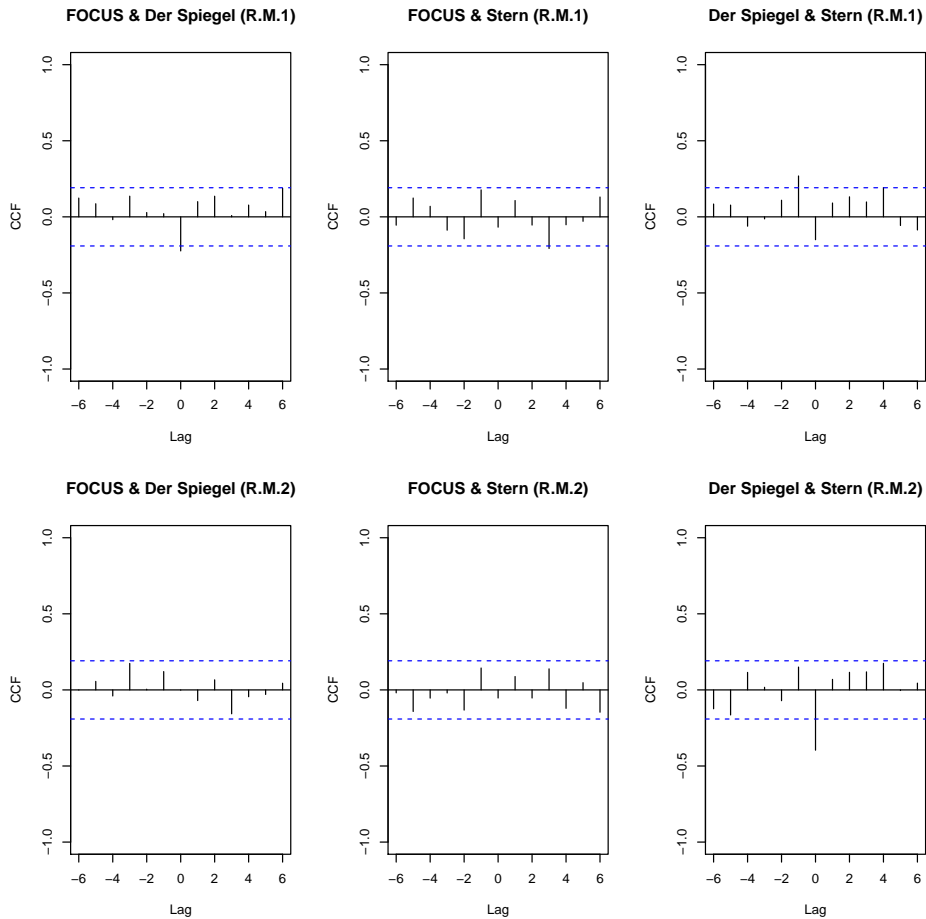 FOCUS & Der Spiegel (R.M.1)
CCF
1.0
0.5
0.0
−0.5
−1.0
−6 −4 −2 0 2 4 6
Lag
FOCUS & Stern (R.M.1)
CCF
1.0
0.5
0.0
−0.5
−1.0
−6 −4 −2 0 2 4 6
Lag
Der Spiegel & Stern (R.M.1)
CCF
1.0
0.5
0.0
−0.5
−1.0
−6 −4 −2 0 2 4 6
Lag
FOCUS & Der Spiegel (R.M.2)
CCF
1.0
0.5
0.0
−0.5
−1.0
−6 −4 −2 0 2 4 6
Lag
FOCUS & Stern (R.M.2)
CCF
1.0
0.5
0.0
−0.5
−1.0
−6 −4 −2 0 2 4 6
Lag
Der Spiegel & Stern (R.M.2)
CCF
1.0
0.5
0.0
−0.5
−1.0
−6 −4 −2 0 2 4 6
Lag